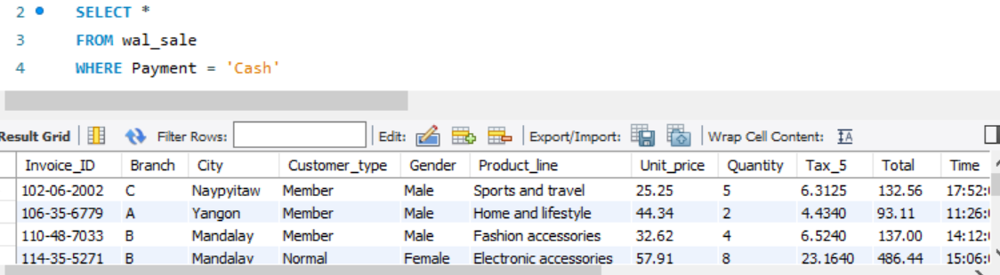 2 SELECT *
3 FROM wal_sale
4 WHERE Payment = 'Cash'
Result Grid Filter Rows: Edit: Export/Import: Wrap Cell Content:
Invoice_ID Branch City Customer_type Gender Product_line Unit_price Quantity Tax_5 Total Time
102-06-2002 C Naypyitaw Member Male Sports and travel 25.25 5 6.3125 132.56 17:52:
106-35-6779 A Yangon Member Male Home and lifestyle 44.34 2 4.4340 93.11 11:26:
110-48-7033 B Mandalay Member Male Fashion accessories 32.62 4 6.5240 137.00 14:12:
114-35-5271 B Mandalay Normal Female Electronic accessories 57.91 8 23.1640 486.44 15:06: